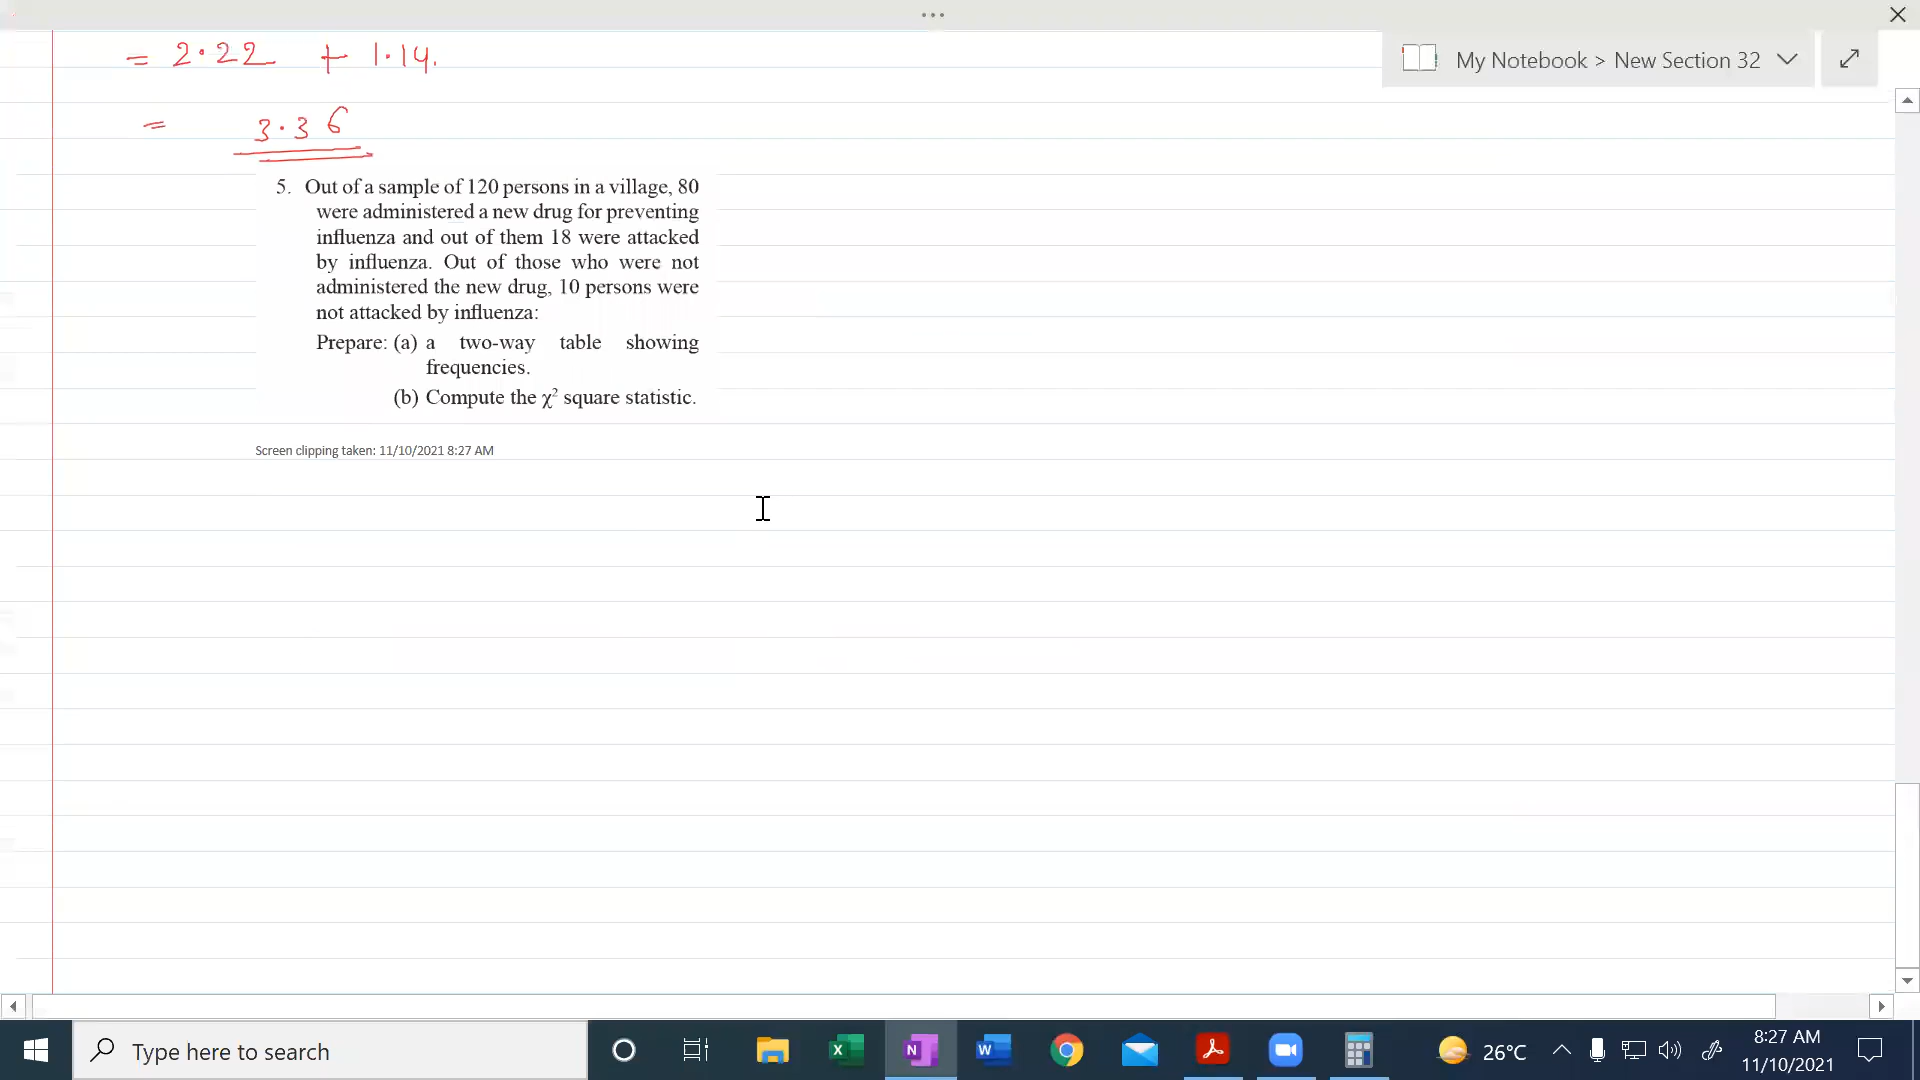 = 2.22 + 1.14.
= 3.36
My Notebook > New Section 32
5. Out of a sample of 120 persons in a village, 80
were administered a new drug for preventing
influenza and out of them 18 were attacked
by influenza. Out of those who were not
administered the new drug, 10 persons were
not attacked by influenza:
Prepare: (a) a two-way table showing
frequencies.
(b) Compute the χ² square statistic.
Screen clipping taken: 11/10/2021 8:27 AM
Type here to search
26°C
8:27 AM
11/10/2021